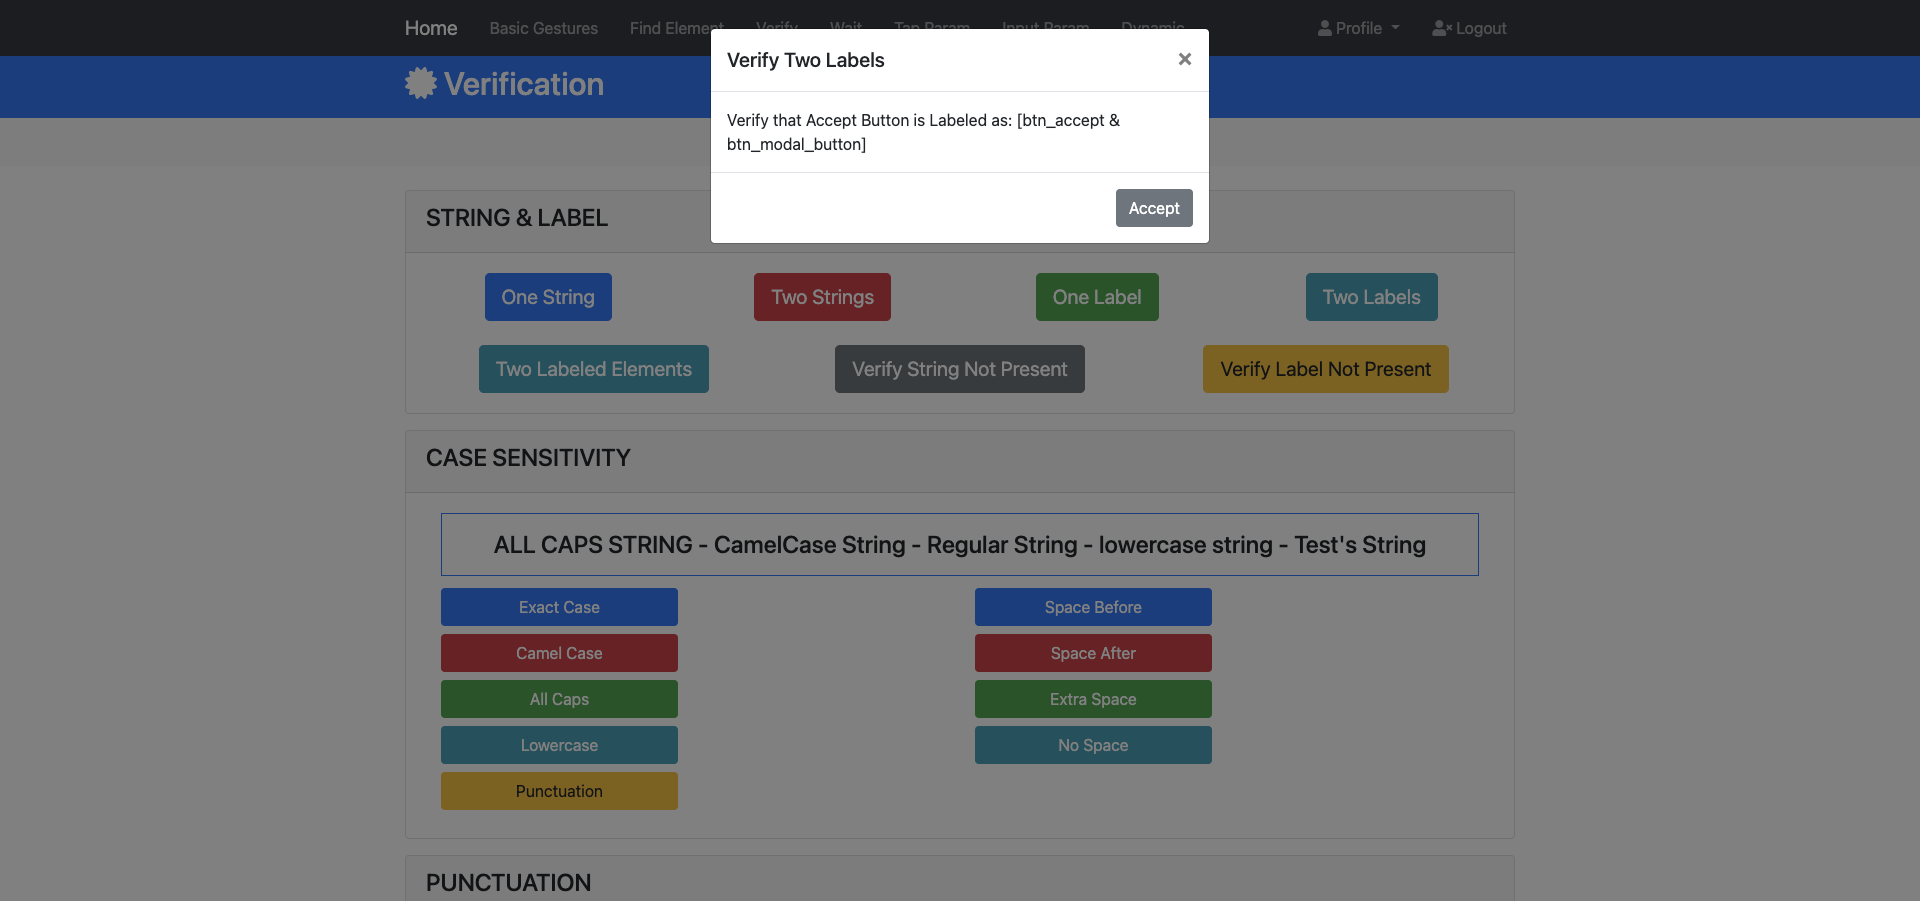 Home Basic Gestures Find Element Verify Wait Tap Param Input Param Dynamic Profile Logout
Verification
Verify Two Labels ×
Verify that Accept Button is Labeled as: [btn_accept &
btn_modal_button]
Accept
STRING & LABEL
One String Two Strings One Label Two Labels
Two Labeled Elements Verify String Not Present Verify Label Not Present
CASE SENSITIVITY
ALL CAPS STRING - CamelCase String - Regular String - lowercase string - Test's String
Exact Case Space Before
Camel Case Space After
All Caps Extra Space
Lowercase No Space
Punctuation
PUNCTUATION